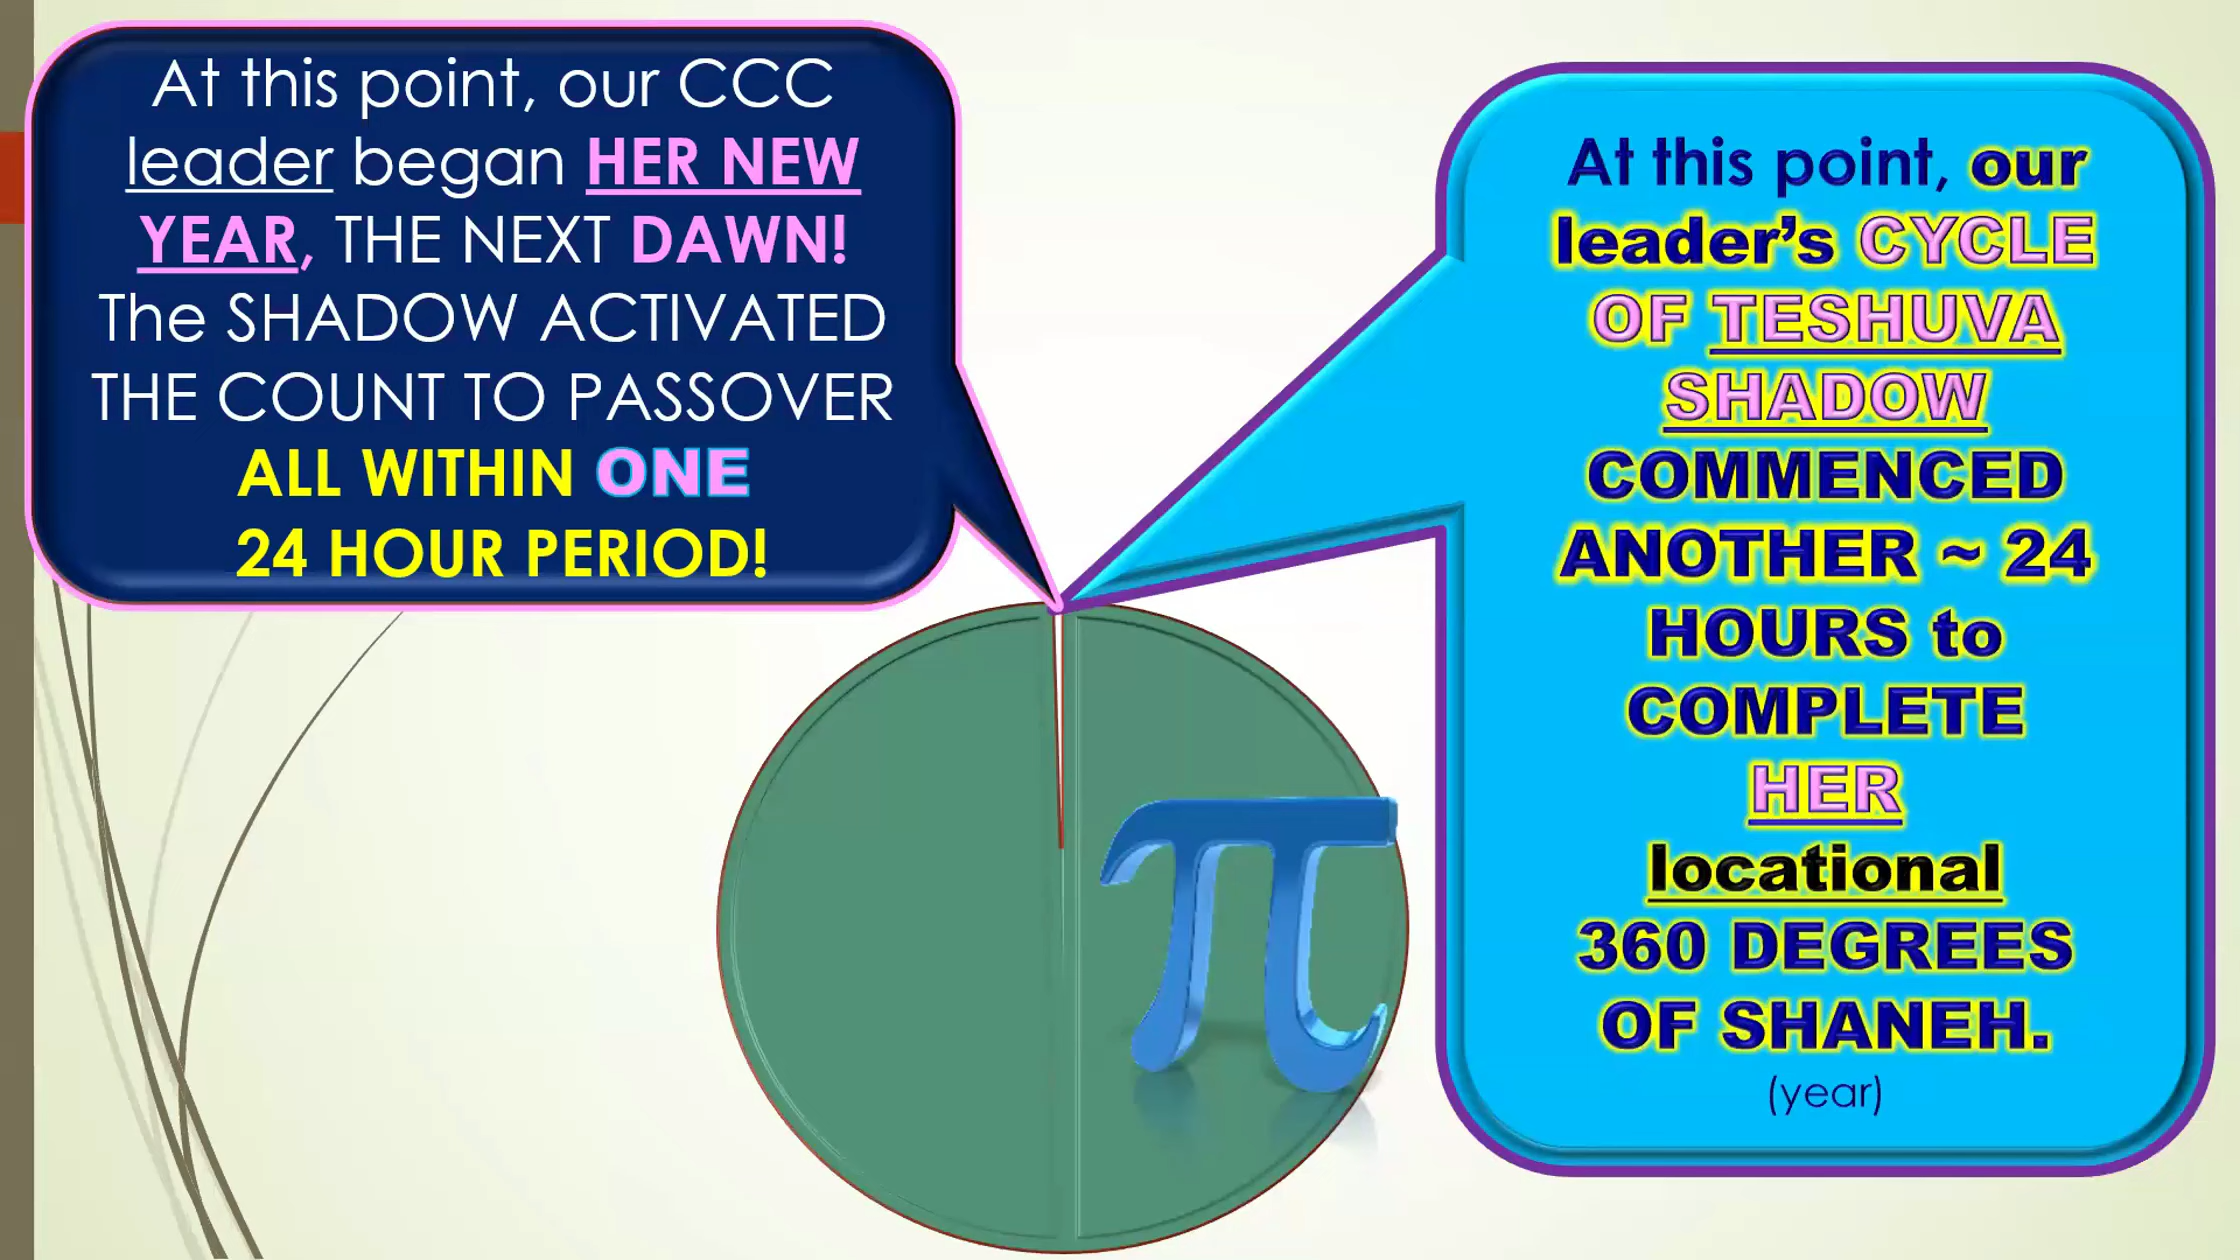 At this point, our CCC
leader began HER NEW
YEAR, THE NEXT DAWN!
The SHADOW ACTIVATED
THE COUNT TO PASSOVER
ALL WITHIN ONE
24 HOUR PERIOD!
At this point, our
leader’s CYCLE
OF TESHUVA
SHADOW
COMMENCED
ANOTHER ~ 24
HOURS to
COMPLETE
HER
locational
360 DEGREES
OF SHANEH.
(year)
π